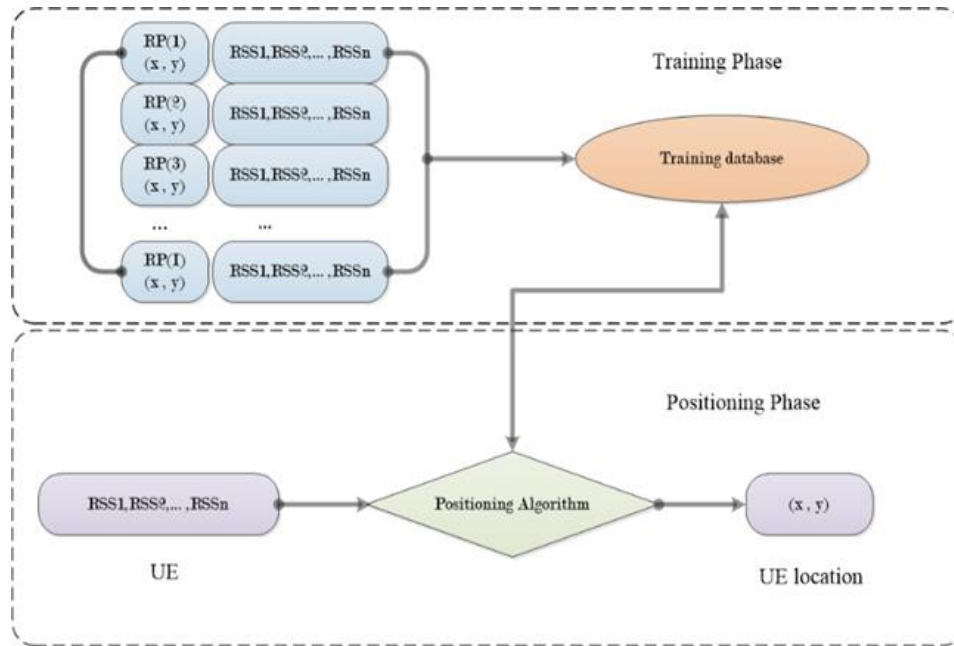 RP(1)
(x , y)
RSS1,RSS2,... ,RSSn
Training Phase
RP(2)
(x , y)
RSS1,RSS2,... ,RSSn
RP(3)
(x , y)
RSS1,RSS2,... ,RSSn
Training database
...
...
RP(I)
(x , y)
RSS1,RSS2,... ,RSSn
Positioning Phase
RSS1,RSS2,... ,RSSn
Positioning Algorithm
(x , y)
UE
UE location